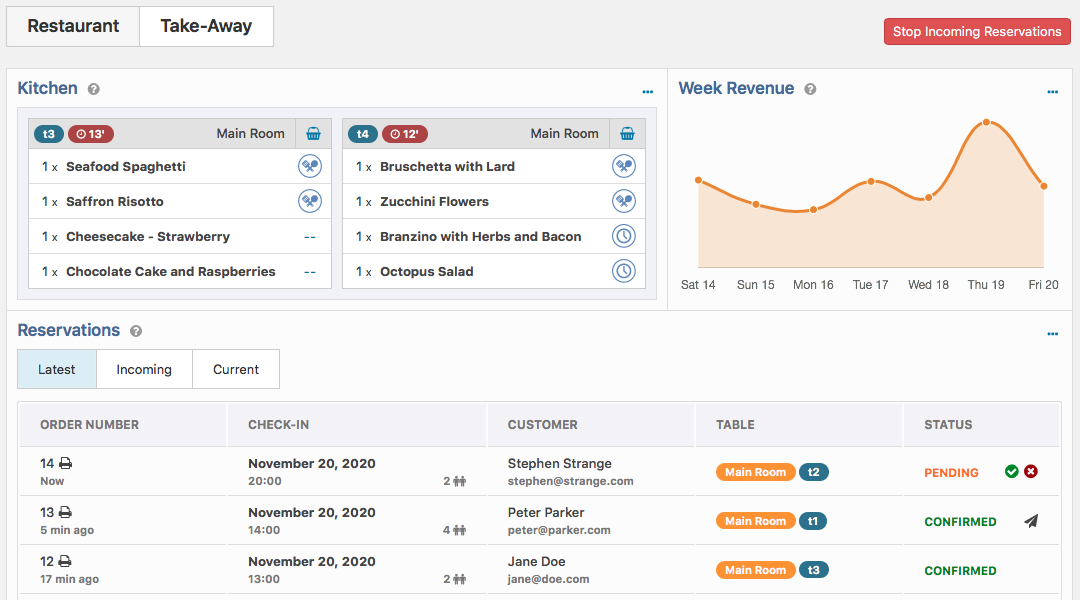 Restaurant Take-Away Stop Incoming Reservations
Kitchen ? ...
t3 13' Main Room
1 x Seafood Spaghetti
1 x Saffron Risotto
1 x Cheesecake - Strawberry --
1 x Chocolate Cake and Raspberries --
t4 12' Main Room
1 x Bruschetta with Lard
1 x Zucchini Flowers
1 x Branzino with Herbs and Bacon
1 x Octopus Salad
Week Revenue ? ...
Sat 14 Sun 15 Mon 16 Tue 17 Wed 18 Thu 19 Fri 20
Reservations ? ...
Latest Incoming Current
ORDER NUMBER CHECK-IN CUSTOMER TABLE STATUS
14 November 20, 2020 Stephen Strange
Now 20:00 2 stephen@strange.com Main Room t2 PENDING
13 November 20, 2020 Peter Parker
5 min ago 14:00 4 peter@parker.com Main Room t1 CONFIRMED
12 November 20, 2020 Jane Doe
17 min ago 13:00 2 jane@doe.com Main Room t3 CONFIRMED